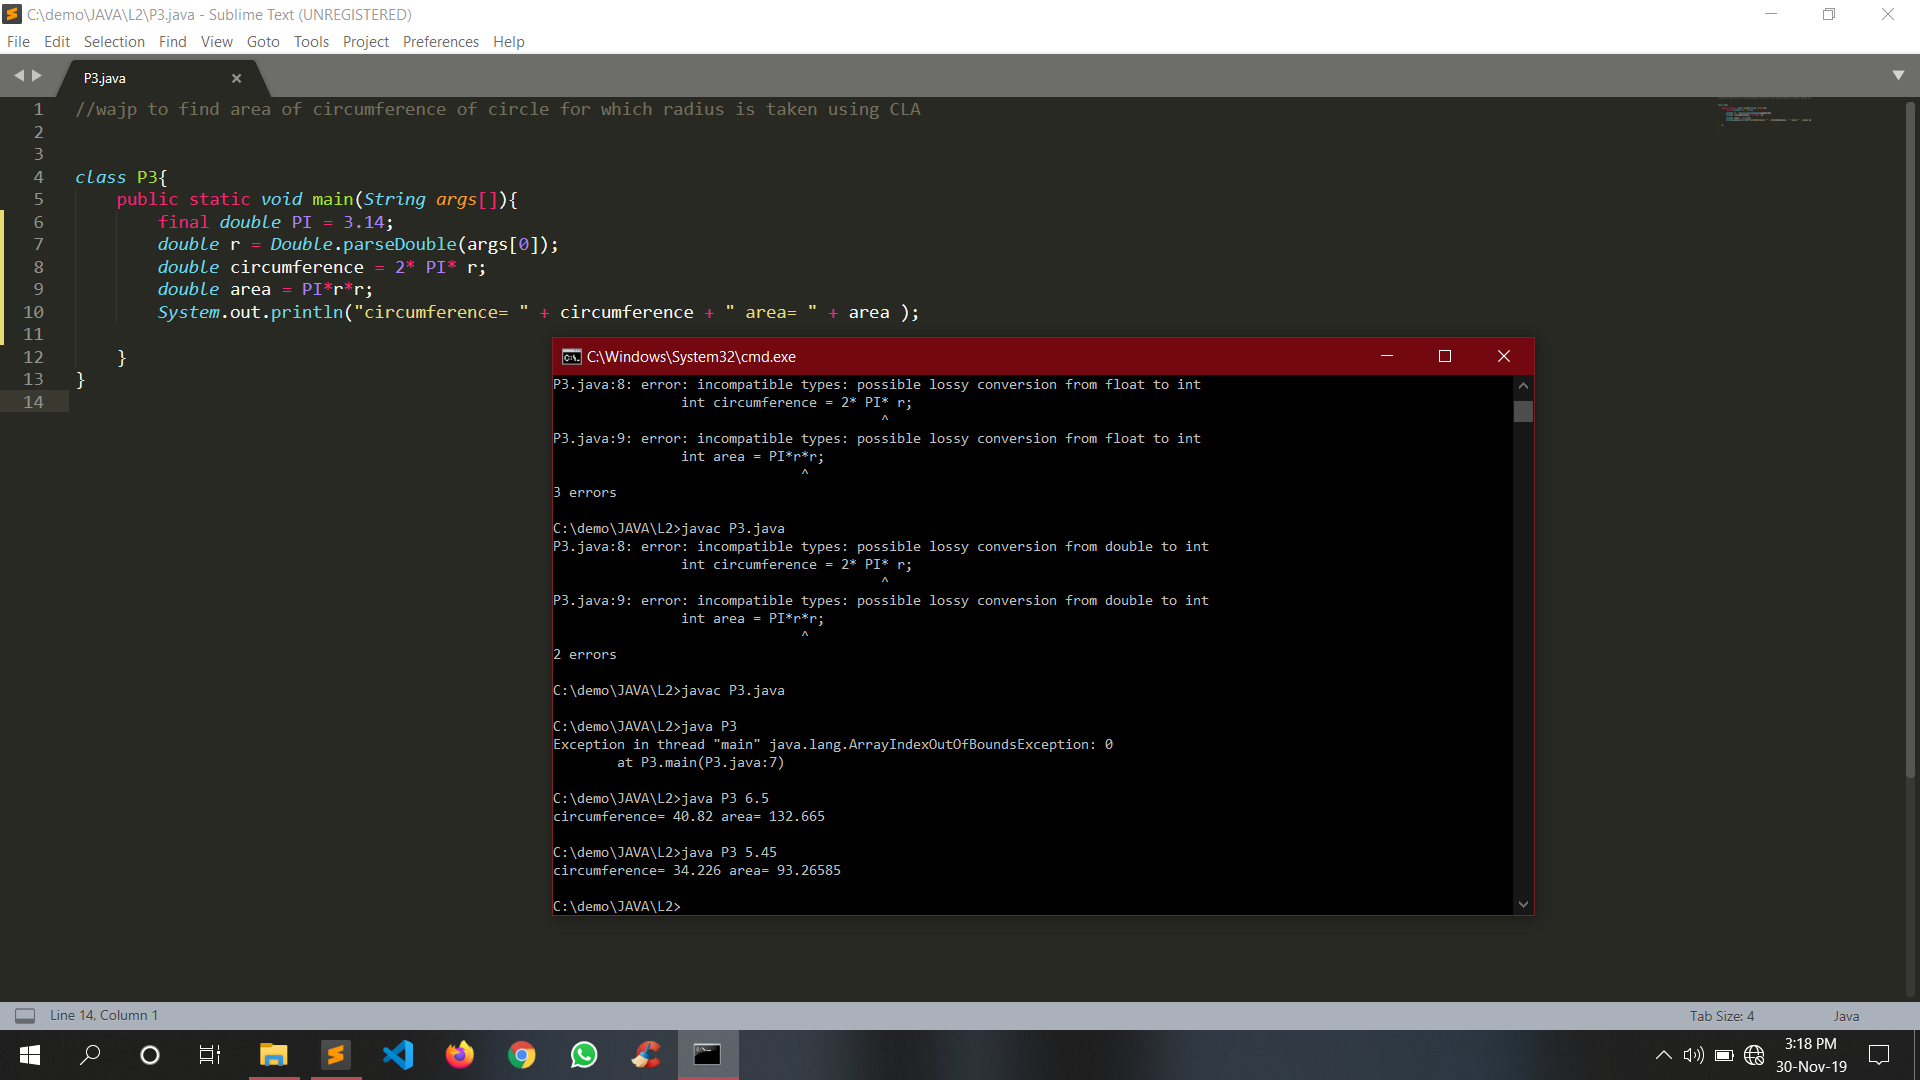 C:\demo\JAVA\L2\P3.java - Sublime Text (UNREGISTERED)
File Edit Selection Find View Goto Tools Project Preferences Help
P3.java
1 //wajp to find area of circumference of circle for which radius is taken using CLA
2
3
4 class P3{
5 public static void main(String args[]){
6 final double PI = 3.14;
7 double r = Double.parseDouble(args[0]);
8 double circumference = 2* PI* r;
9 double area = PI*r*r;
10 System.out.println("circumference= " + circumference + " area= " + area );
11
12 }
13 }
14
C:\Windows\System32\cmd.exe
P3.java:8: error: incompatible types: possible lossy conversion from float to int
int circumference = 2* PI* r;
^
P3.java:9: error: incompatible types: possible lossy conversion from float to int
int area = PI*r*r;
^
3 errors
C:\demo\JAVA\L2>javac P3.java
P3.java:8: error: incompatible types: possible lossy conversion from double to int
int circumference = 2* PI* r;
^
P3.java:9: error: incompatible types: possible lossy conversion from double to int
int area = PI*r*r;
^
2 errors
C:\demo\JAVA\L2>javac P3.java
C:\demo\JAVA\L2>java P3
Exception in thread "main" java.lang.ArrayIndexOutOfBoundsException: 0
at P3.main(P3.java:7)
C:\demo\JAVA\L2>java P3 6.5
circumference= 40.82 area= 132.665
C:\demo\JAVA\L2>java P3 5.45
circumference= 34.226 area= 93.26585
C:\demo\JAVA\L2>
Line 14, Column 1
Tab Size: 4
Java
3:18 PM
30-Nov-19